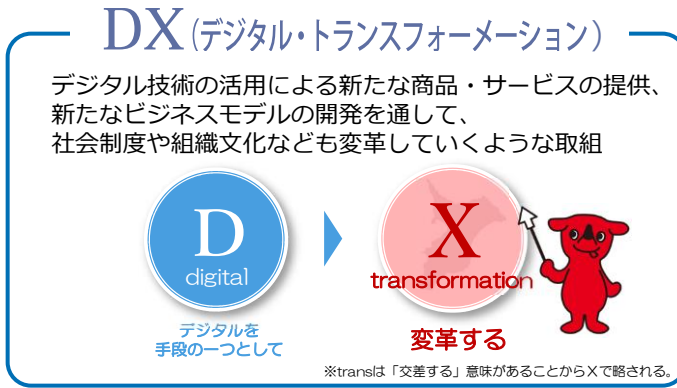 DX(デジタル・トランスフォーメーション)
デジタル技術の活用による新たな商品・サービスの提供、
新たなビジネスモデルの開発を通して、
社会制度や組織文化なども変革していくような取組
D
digital
デジタルを
手段の一つとして
X
transformation
変革する
※transは「交差する」意味があることからXで略される。